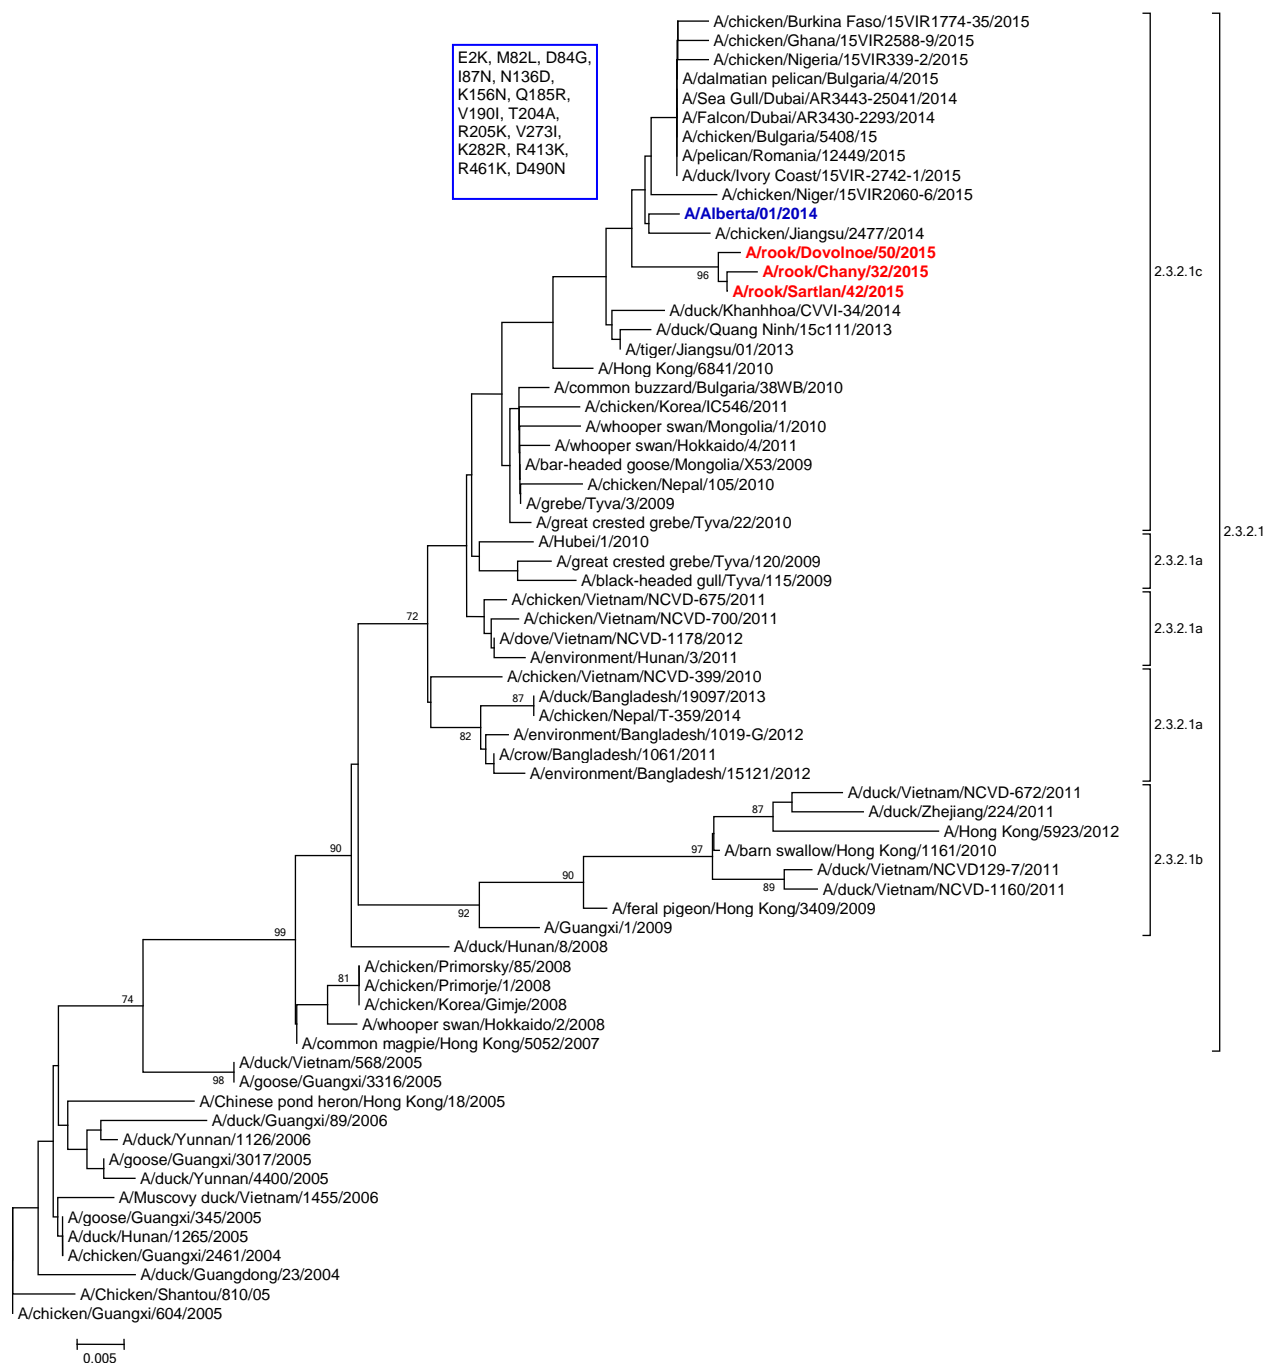 A/chicken/Burkina Faso/15VIR1774-35/2015
A/chicken/Ghana/15VIR2588-9/2015
E2K, M82L, D84G,
I87N, N136D,
K156N, Q185R,
V190I, T204A,
R205K, V273I,
K282R, R413K,
R461K, D490N
A/chicken/Nigeria/15VIR339-2/2015
A/dalmatian pelican/Bulgaria/4/2015
A/Sea Gull/Dubai/AR3443-25041/2014
A/Falcon/Dubai/AR3430-2293/2014
A/chicken/Bulgaria/5408/15
A/pelican/Romania/12449/2015
A/duck/Ivory Coast/15VIR-2742-1/2015
A/chicken/Niger/15VIR2060-6/2015
A/Alberta/01/2014
A/chicken/Jiangsu/2477/2014
A/rook/Dovolnoe/50/2015
96
A/rook/Chany/32/2015
2.3.2.1c
A/rook/Sartlan/42/2015
A/duck/Khanhhoa/CVVI-34/2014
A/duck/Quang Ninh/15c111/2013
A/tiger/Jiangsu/01/2013
A/Hong Kong/6841/2010
A/common buzzard/Bulgaria/38WB/2010
A/chicken/Korea/IC546/2011
A/whooper swan/Mongolia/1/2010
A/whooper swan/Hokkaido/4/2011
A/bar-headed goose/Mongolia/X53/2009
A/chicken/Nepal/105/2010
A/grebe/Tyva/3/2009
A/great crested grebe/Tyva/22/2010
2.3.2.1
A/Hubei/1/2010
A/great crested grebe/Tyva/120/2009
2.3.2.1a
A/black-headed gull/Tyva/115/2009
A/chicken/Vietnam/NCVD-675/2011
72
A/chicken/Vietnam/NCVD-700/2011
2.3.2.1a
A/dove/Vietnam/NCVD-1178/2012
A/environment/Hunan/3/2011
A/chicken/Vietnam/NCVD-399/2010
87
A/duck/Bangladesh/19097/2013
A/chicken/Nepal/T-359/2014
2.3.2.1a
82
A/environment/Bangladesh/1019-G/2012
A/crow/Bangladesh/1061/2011
A/environment/Bangladesh/15121/2012
A/duck/Vietnam/NCVD-672/2011
87
A/duck/Zhejiang/224/2011
A/Hong Kong/5923/2012
90
97
A/barn swallow/Hong Kong/1161/2010
2.3.2.1b
A/duck/Vietnam/NCVD129-7/2011
90
89
A/duck/Vietnam/NCVD-1160/2011
92
A/feral pigeon/Hong Kong/3409/2009
A/Guangxi/1/2009
99
A/duck/Hunan/8/2008
A/chicken/Primorsky/85/2008
81
A/chicken/Primorje/1/2008
74
A/chicken/Korea/Gimje/2008
A/whooper swan/Hokkaido/2/2008
A/common magpie/Hong Kong/5052/2007
A/duck/Vietnam/568/2005
98
A/goose/Guangxi/3316/2005
A/Chinese pond heron/Hong Kong/18/2005
A/duck/Guangxi/89/2006
A/duck/Yunnan/1126/2006
A/goose/Guangxi/3017/2005
A/duck/Yunnan/4400/2005
A/Muscovy duck/Vietnam/1455/2006
A/goose/Guangxi/345/2005
A/duck/Hunan/1265/2005
A/chicken/Guangxi/2461/2004
A/duck/Guangdong/23/2004
A/Chicken/Shantou/810/05
A/chicken/Guangxi/604/2005
0.005